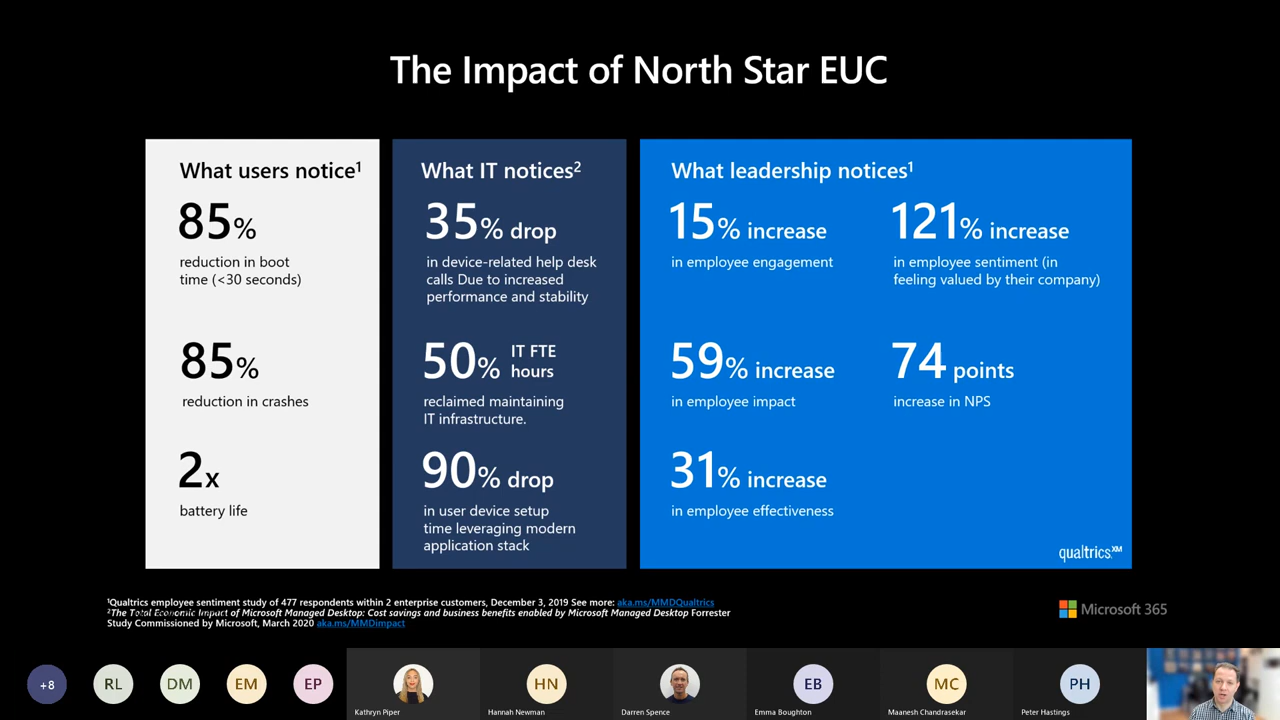 The Impact of North Star EUC
What users notice1
85%
reduction in boot
time (<30 seconds)
85%
reduction in crashes
2x
battery life
What IT notices2
35% drop
in device-related help desk
calls Due to increased
performance and stability
50% IT FTE
hours
reclaimed maintaining
IT infrastructure.
90% drop
in user device setup
time leveraging modern
application stack
What leadership notices1
15% increase
in employee engagement
121% increase
in employee sentiment (in
feeling valued by their company)
59% increase
in employee impact
74 points
increase in NPS
31% increase
in employee effectiveness
qualtrics.XM
1Qualtrics employee sentiment study of 477 respondents within 2 enterprise customers, December 3, 2019 See more: aka.ms/MMDQualtrics
2The Total Economic Impact of Microsoft Managed Desktop: Cost savings and business benefits enabled by Microsoft Managed Desktop Forrester
Study Commissioned by Microsoft, March 2020 aka.ms/MMDimpact
Microsoft 365
+8
RL
DM
EM
EP
Kathryn Piper
HN
Hannah Newman
Darren Spence
EB
Emma Boughton
MC
Maanesh Chandrasekar
PH
Peter Hastings